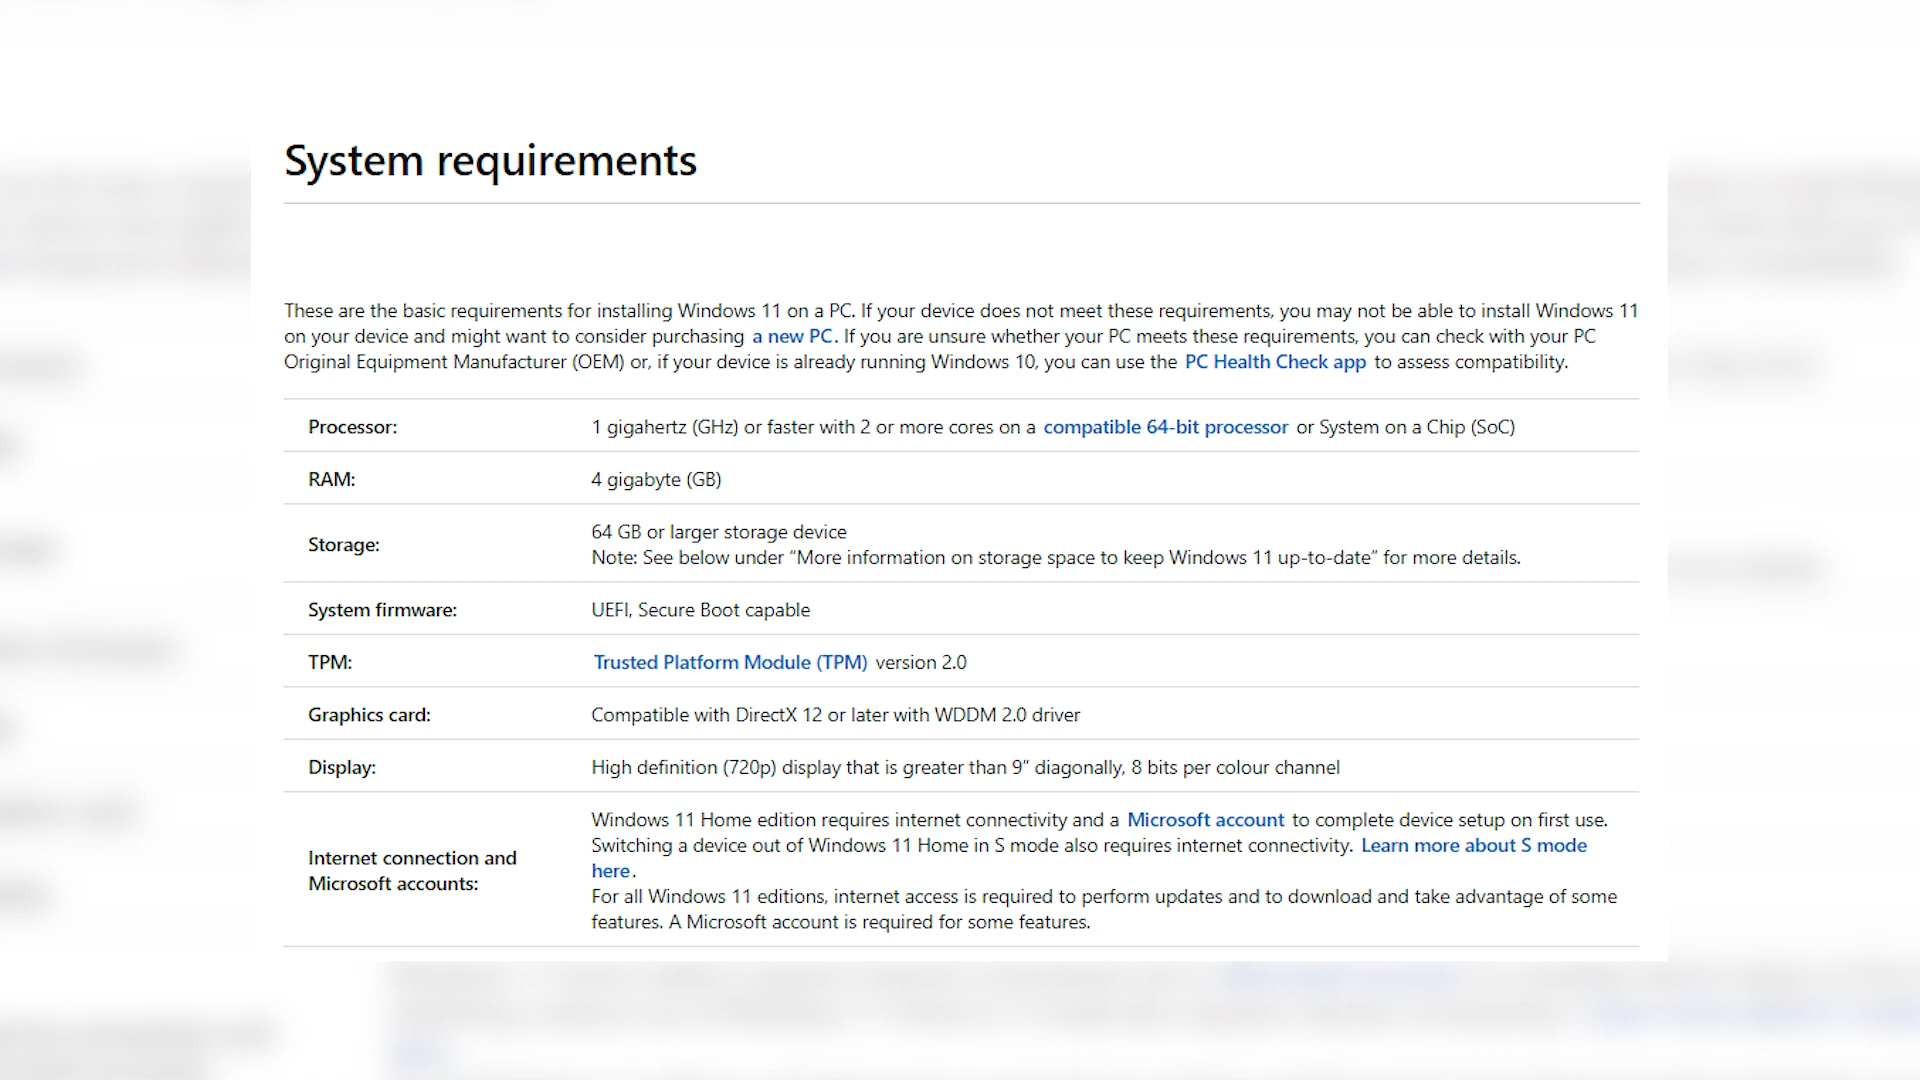 System requirements
These are the basic requirements for installing Windows 11 on a PC. If your device does not meet these requirements, you may not be able to install Windows 11
on your device and might want to consider purchasing a new PC. If you are unsure whether your PC meets these requirements, you can check with your PC
Original Equipment Manufacturer (OEM) or, if your device is already running Windows 10, you can use the PC Health Check app to assess compatibility.
Processor: 1 gigahertz (GHz) or faster with 2 or more cores on a compatible 64-bit processor or System on a Chip (SoC)
RAM: 4 gigabyte (GB)
Storage:
64 GB or larger storage device
Note: See below under “More information on storage space to keep Windows 11 up-to-date” for more details.
System firmware: UEFI, Secure Boot capable
TPM: Trusted Platform Module (TPM) version 2.0
Graphics card: Compatible with DirectX 12 or later with WDDM 2.0 driver
Display: High definition (720p) display that is greater than 9” diagonally, 8 bits per colour channel
Internet connection and
Microsoft accounts:
Windows 11 Home edition requires internet connectivity and a Microsoft account to complete device setup on first use.
Switching a device out of Windows 11 Home in S mode also requires internet connectivity. Learn more about S mode
here.
For all Windows 11 editions, internet access is required to perform updates and to download and take advantage of some
features. A Microsoft account is required for some features.